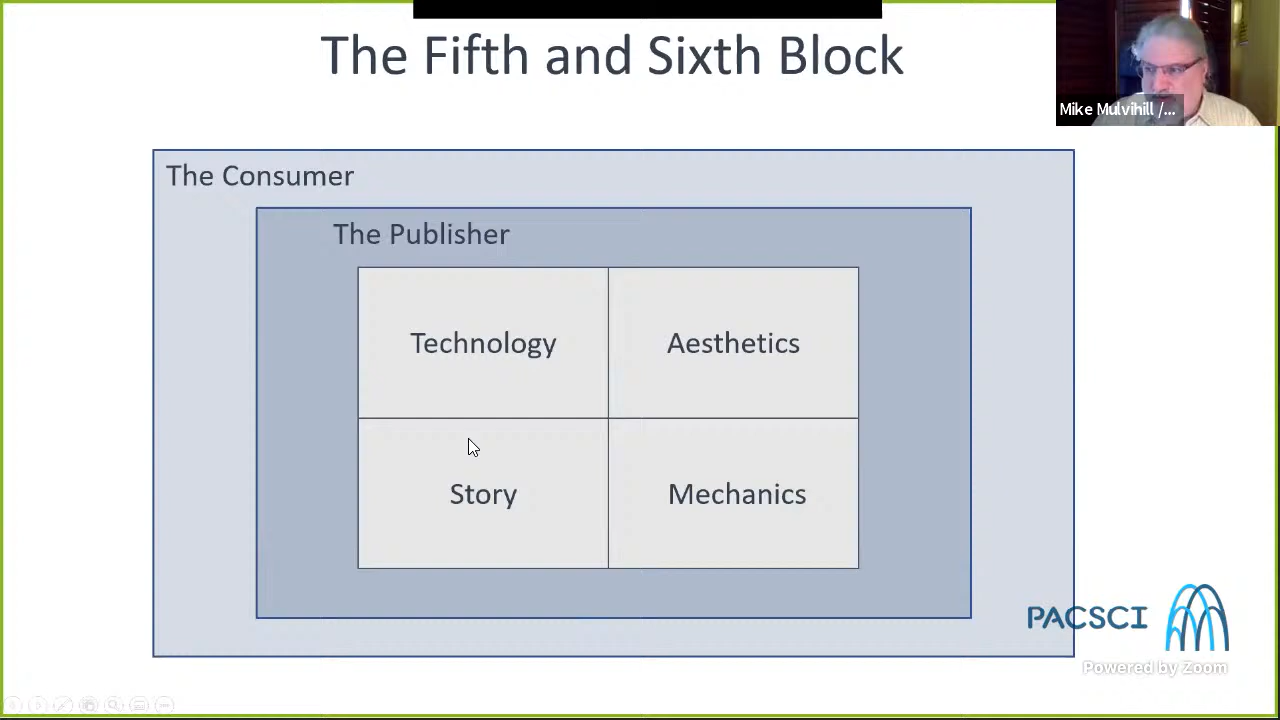 The Fifth and Sixth Block
Mike Mulvihill /...
The Consumer
The Publisher
Technology
Aesthetics
Story
Mechanics
PACSCI
Powered by Zoom